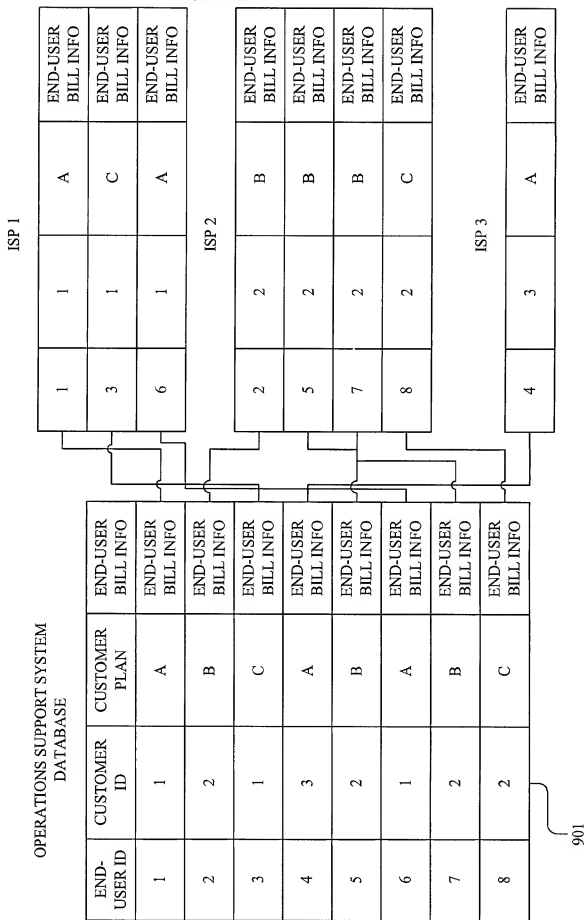 OPERATIONS SUPPORT SYSTEM
DATABASE
END-
USER ID
CUSTOMER
ID
CUSTOMER
PLAN
END-USER
BILL INFO
1
1
A
END-USER
BILL INFO
2
2
B
END-USER
BILL INFO
3
1
C
END-USER
BILL INFO
4
3
A
END-USER
BILL INFO
5
2
B
END-USER
BILL INFO
6
1
A
END-USER
BILL INFO
7
2
B
END-USER
BILL INFO
8
2
C
END-USER
BILL INFO
901
ISP 1
1
1
A
END-USER
BILL INFO
3
1
C
END-USER
BILL INFO
6
1
A
END-USER
BILL INFO
ISP 2
2
2
B
END-USER
BILL INFO
5
2
B
END-USER
BILL INFO
7
2
B
END-USER
BILL INFO
8
2
C
END-USER
BILL INFO
ISP 3
4
3
A
END-USER
BILL INFO